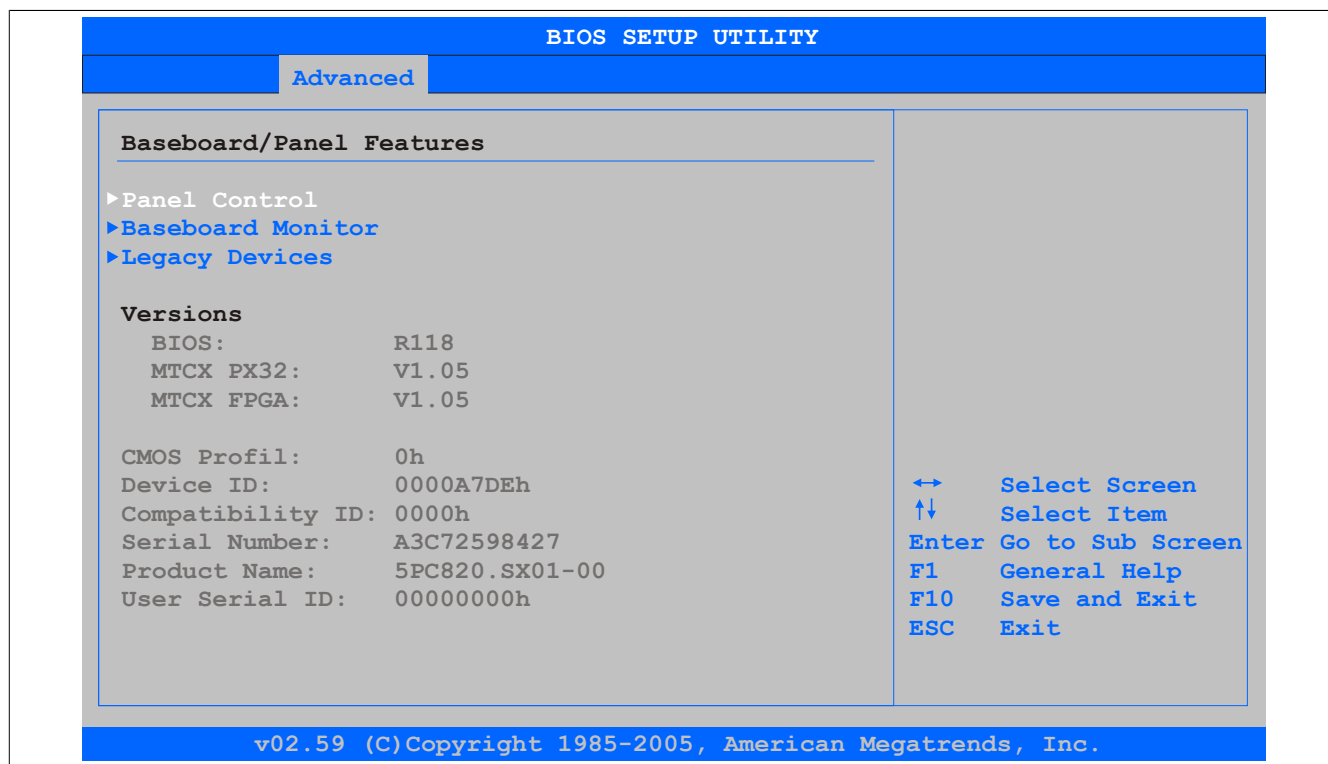 BIOS SETUP UTILITY
Advanced
Baseboard/Panel Features
Panel Control
Baseboard Monitor
Legacy Devices
Versions
BIOS: R118
MTCX PX32: V1.05
MTCX FPGA: V1.05
CMOS Profil: 0h
Device ID: 0000A7DEh
Compatibility ID: 0000h
Serial Number: A3C72598427
Product Name: 5PC820.SX01-00
User Serial ID: 00000000h
Select Screen
Select Item
Enter Go to Sub Screen
F1 General Help
F10 Save and Exit
ESC Exit
v02.59 (C)Copyright 1985-2005, American Megatrends, Inc.